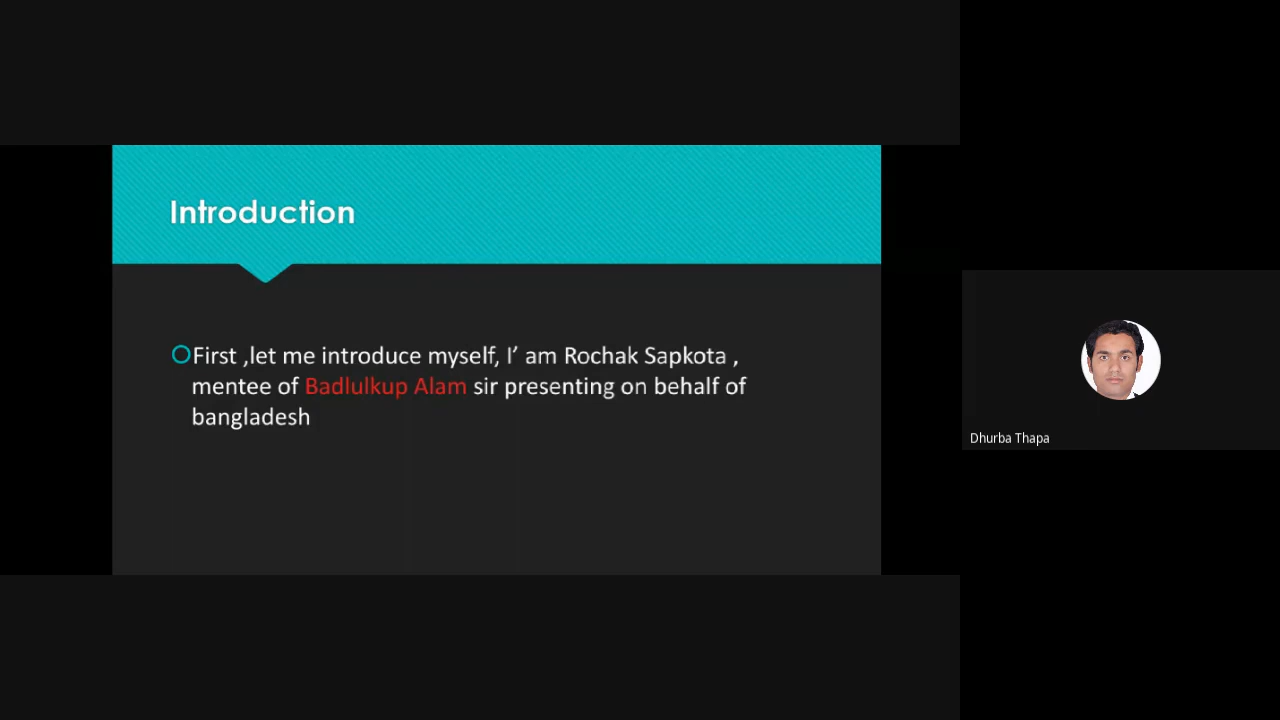 Introduction
First ,let me introduce myself, I’ am Rochak Sapkota ,
mentee of Badlulkup Alam sir presenting on behalf of
bangladesh
Dhurba Thapa